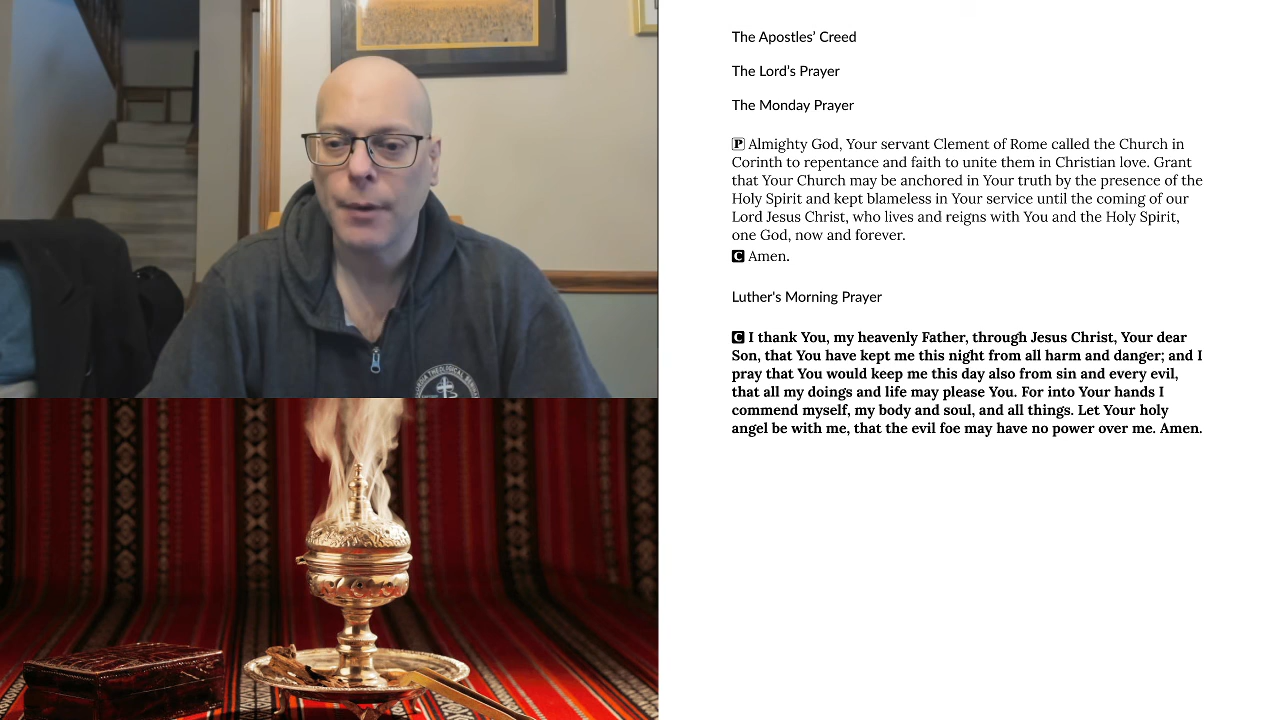 The Apostles’ Creed
The Lord’s Prayer
The Monday Prayer
P Almighty God, Your servant Clement of Rome called the Church in
Corinth to repentance and faith to unite them in Christian love. Grant
that Your Church may be anchored in Your truth by the presence of the
Holy Spirit and kept blameless in Your service until the coming of our
Lord Jesus Christ, who lives and reigns with You and the Holy Spirit,
one God, now and forever.
C Amen.
Luther's Morning Prayer
C I thank You, my heavenly Father, through Jesus Christ, Your dear
Son, that You have kept me this night from all harm and danger; and I
pray that You would keep me this day also from sin and every evil,
that all my doings and life may please You. For into Your hands I
commend myself, my body and soul, and all things. Let Your holy
angel be with me, that the evil foe may have no power over me. Amen.
THEOLOGICAL